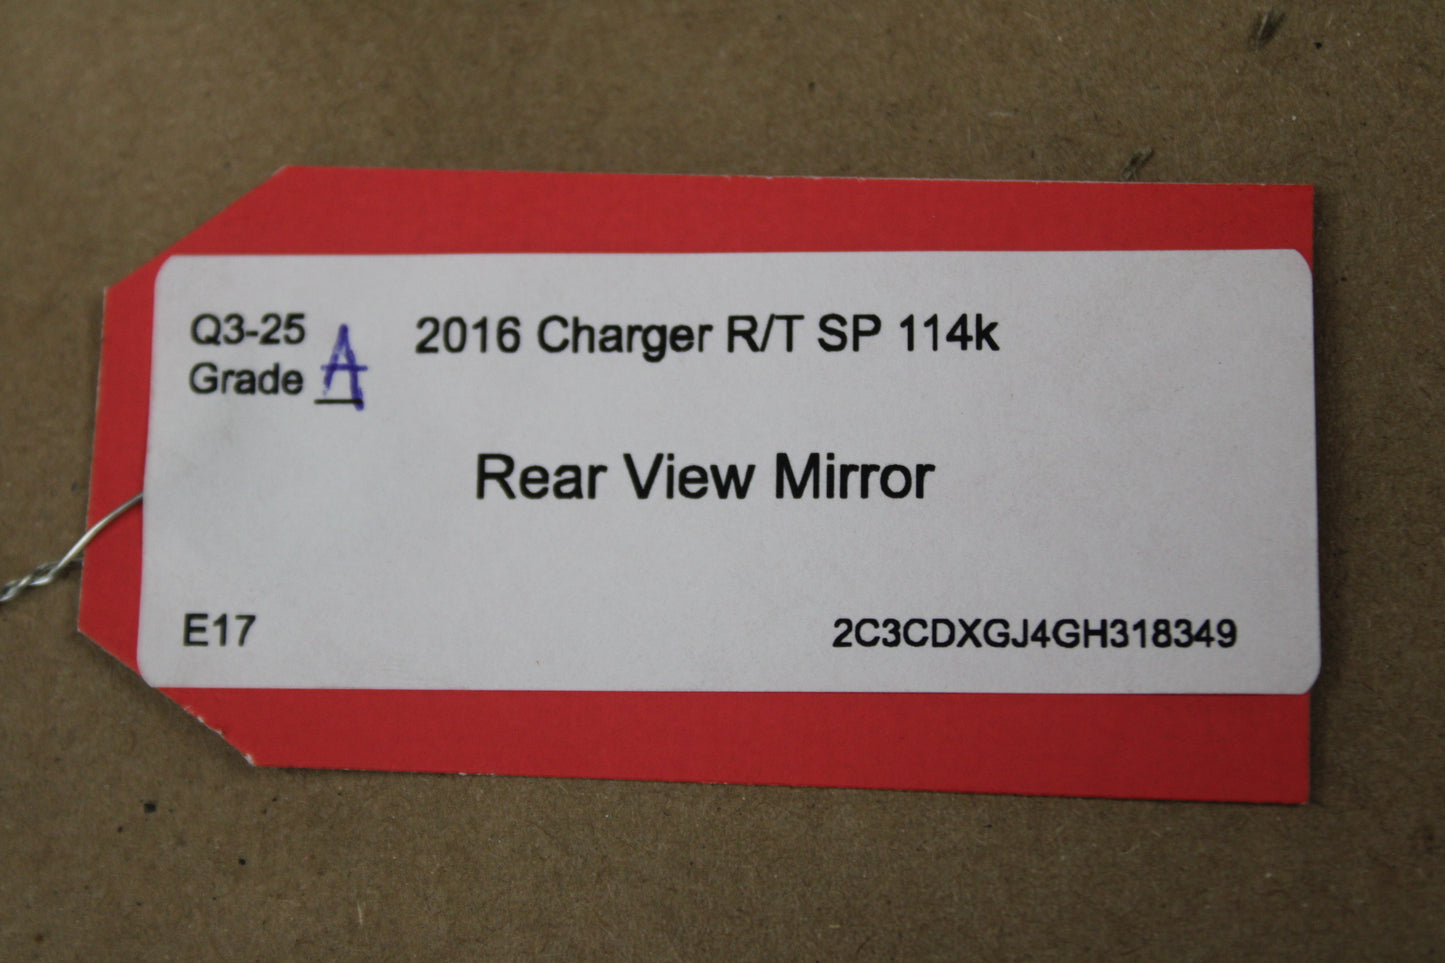 Q3-25
Grade A
2016 Charger R/T SP 114k
Rear View Mirror
E17
2C3CDXGJ4GH318349